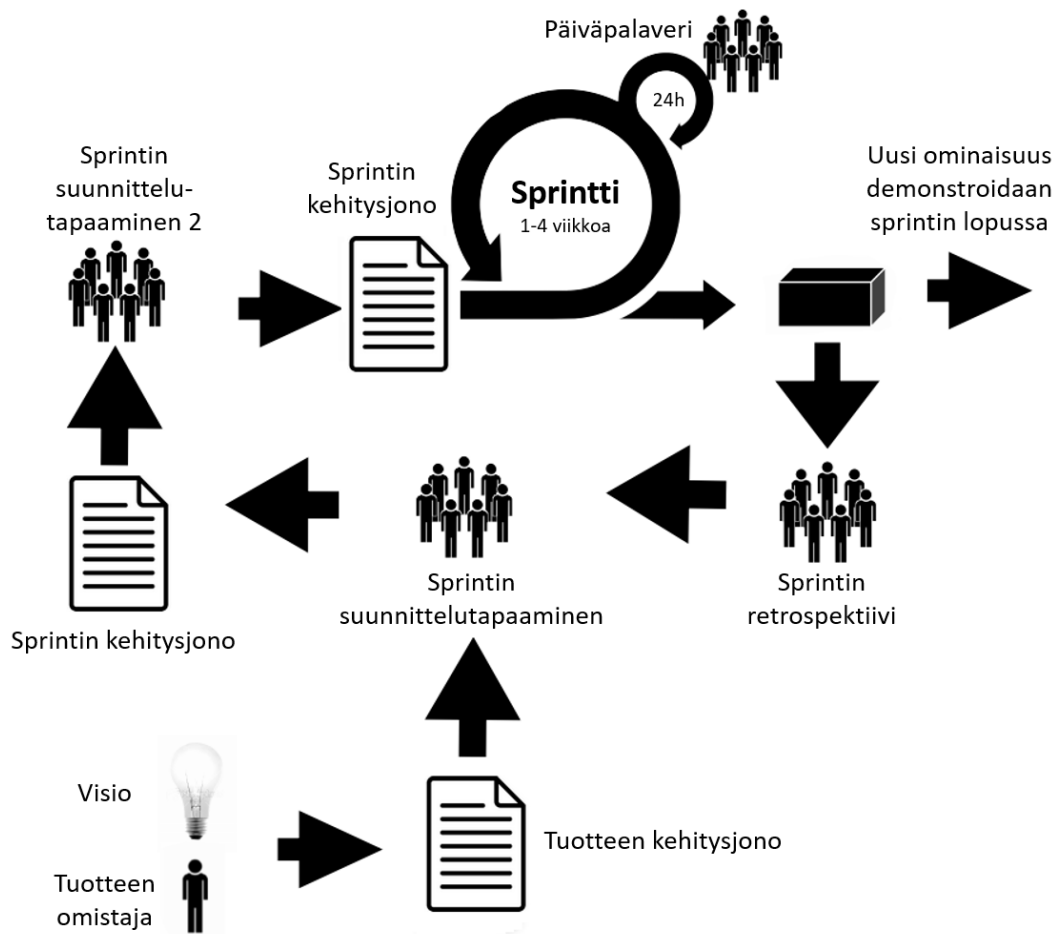 Päiväpalaveri
24h
Sprintin
suunnittelu-
tapaaminen 2
Sprintin
kehitysjono
Sprintti
1-4 viikkoa
Uusi ominaisuus
demonstroidaan
sprintin lopussa
Sprintin kehitysjono
Sprintin
suunnittelutapaaminen
Sprintin
retrospektiivi
Visio
Tuotteen
omistaja
Tuotteen kehitysjono